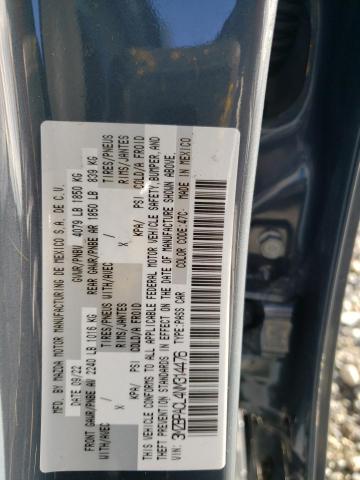 MFD. BY MAZDA MOTOR MANUFACTURING DE MEXICO S.A. DE C.V.
DATE: 09/22 GVWR/PNBV 4079 LB 1850 KG
FRONT GAWR/PNBE AV 2240 LB 1016 KG REAR GAWR/PNBE AR 1850 LB 839 KG
WITH/AVEC TIRES/PNEUS WITH/AVEC TIRES/PNEUS
X RIMS/JANTES X RIMS/JANTES
KPA/ PSI COLD/A FROID KPA/ PSI COLD/A FROID
THIS VEHICLE CONFORMS TO ALL APPLICABLE FEDERAL MOTOR VEHICLE SAFETY, BUMPER, AND
THEFT PREVENTION STANDARDS IN EFFECT ON THE DATE OF MANUFACTURE SHOWN ABOVE.
VIN: 3MZBPACL4NM314476 TYPE: PASS CAR COLOR CODE: 47C MADE IN MEXICO